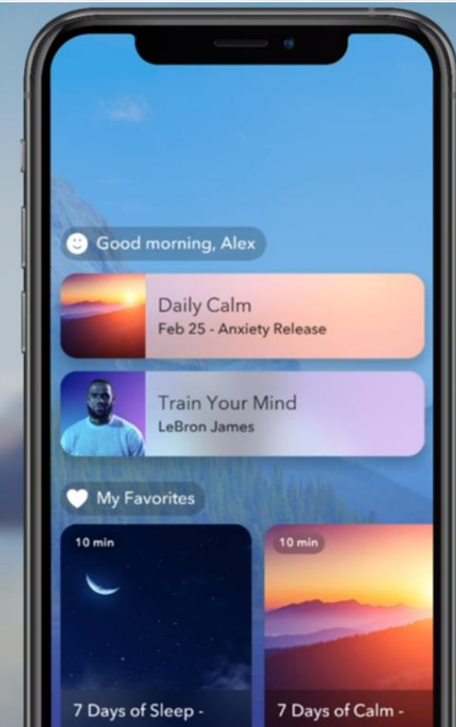 Good morning, Alex
Daily Calm
Feb 25 - Anxiety Release
Train Your Mind
LeBron James
My Favorites
10 min
10 min
7 Days of Sleep -
7 Days of Calm -